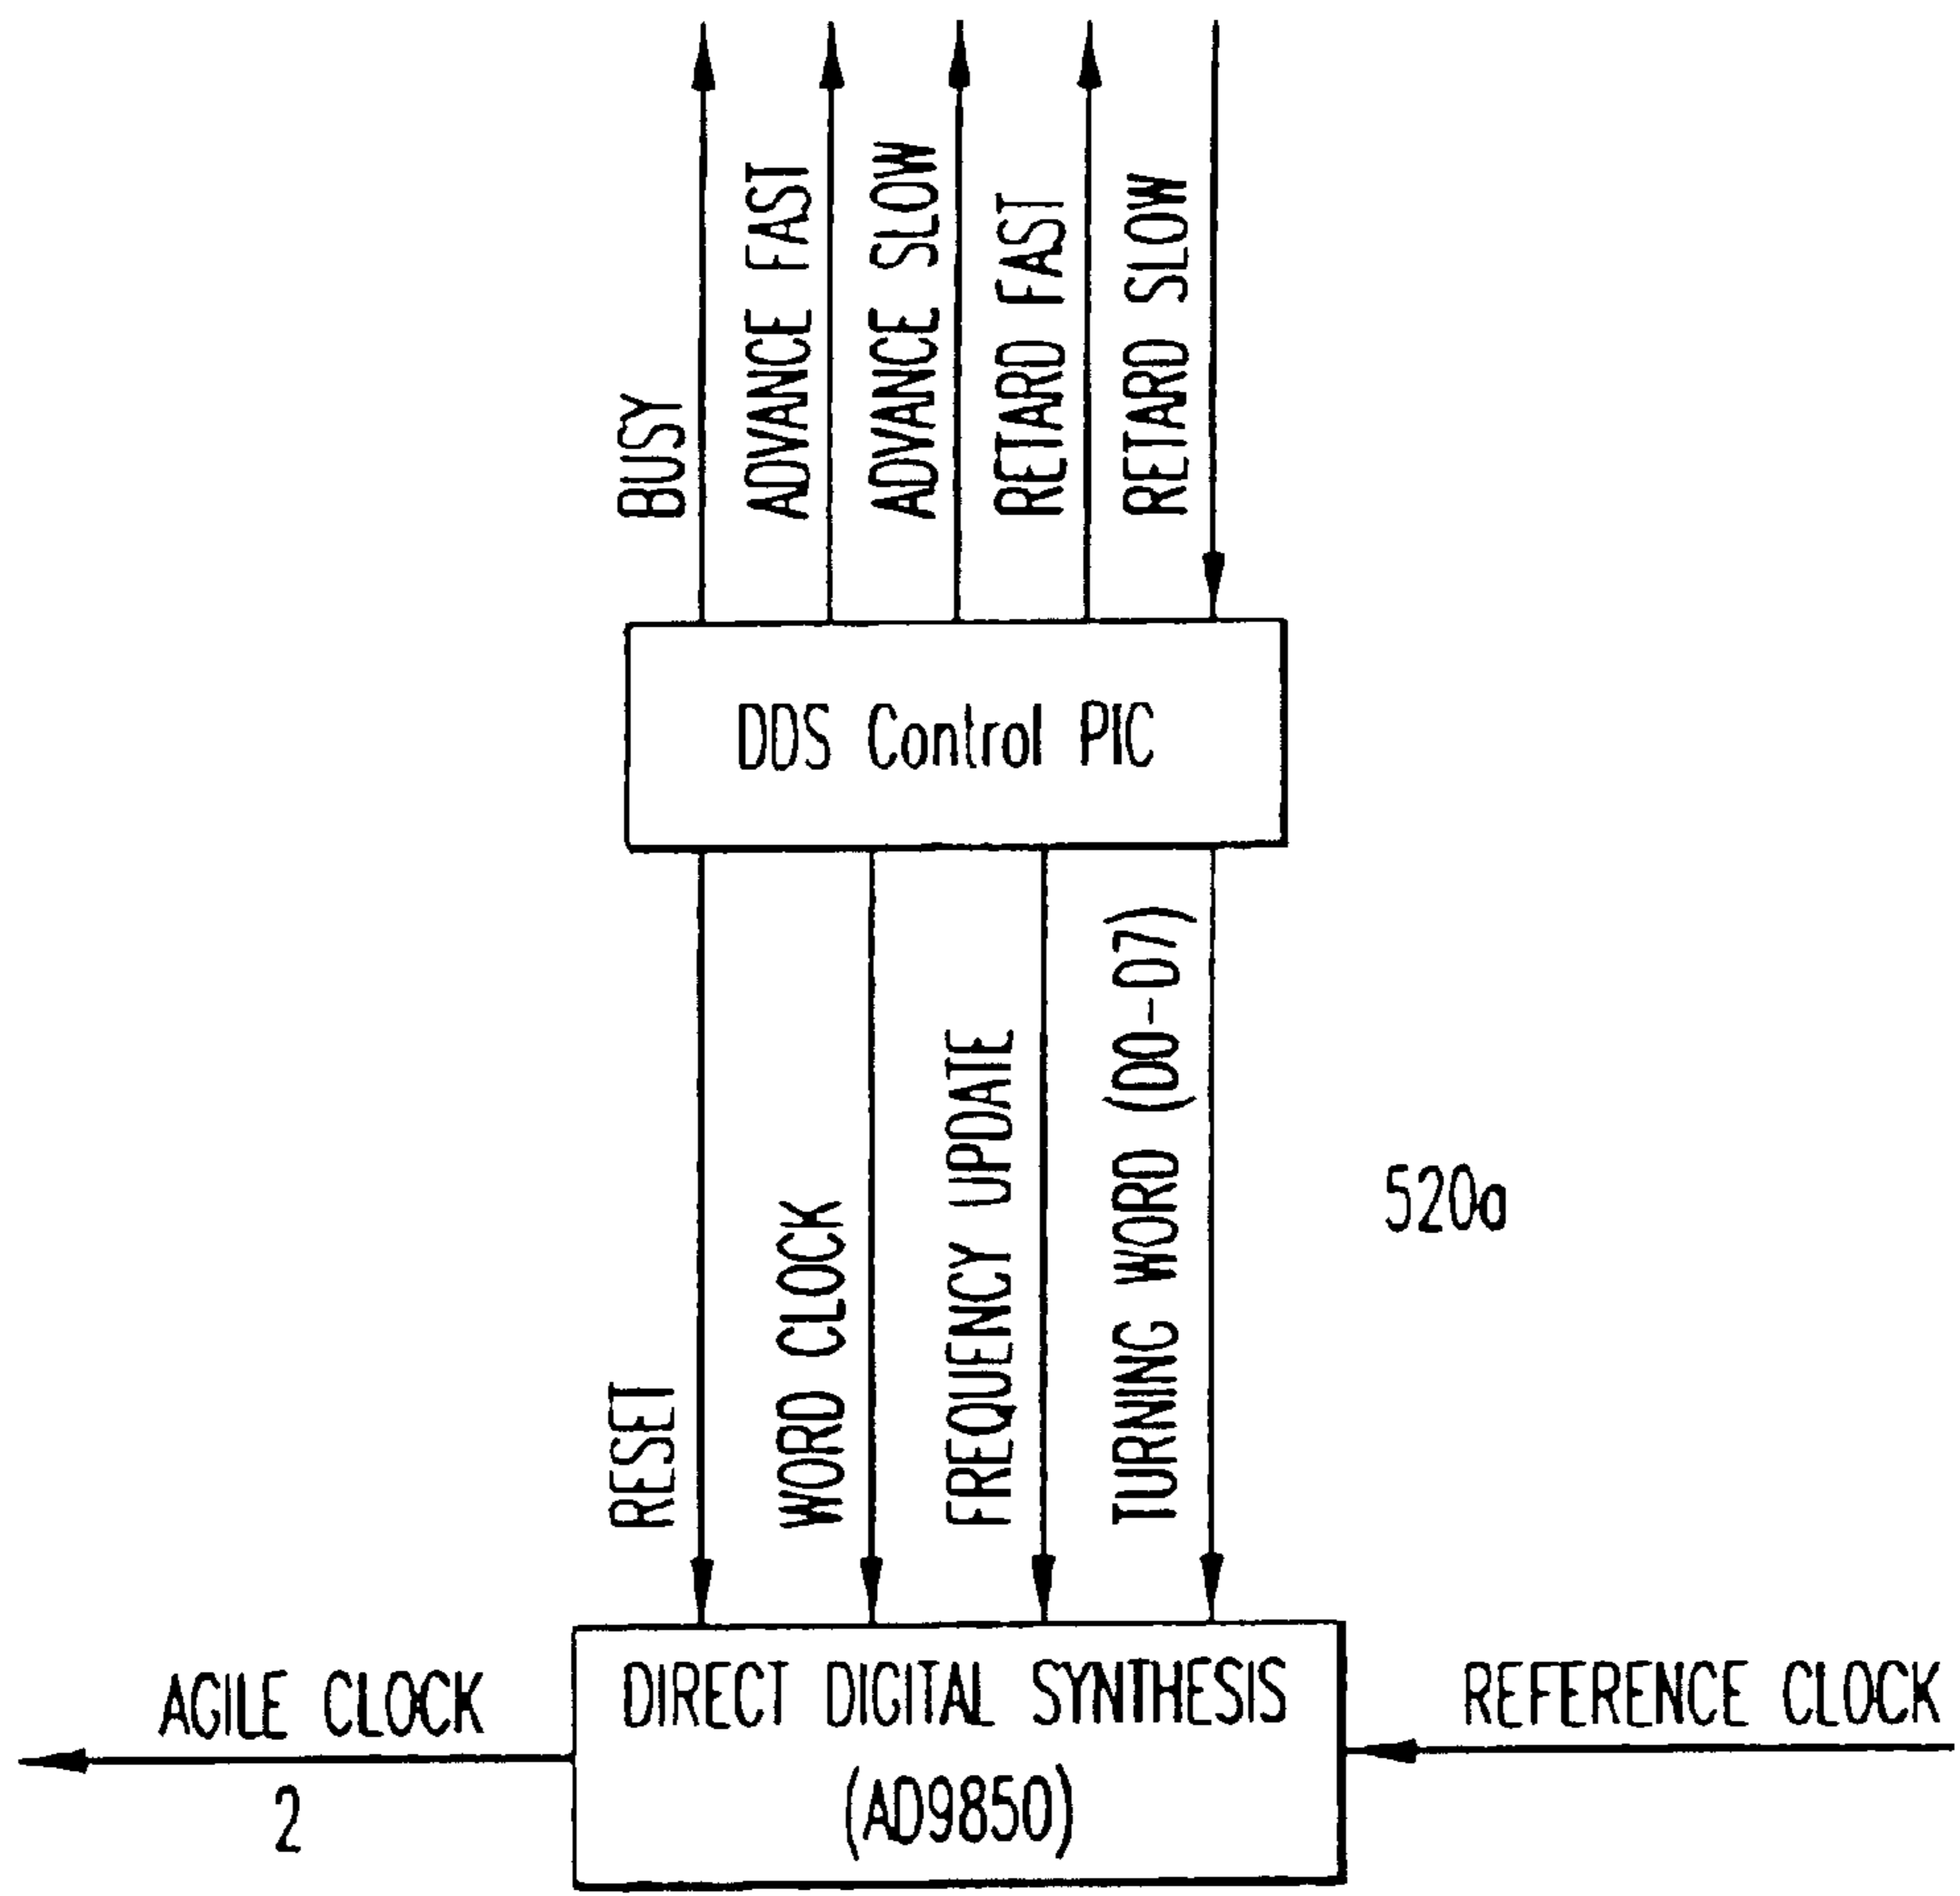 BUSY
ADVANCE FAST
ADVANCE SLOW
RETARD FAST
RETARD SLOW
DDS Control PIC
RESET
WORD CLOCK
FREQUENCY UPDATE
TURNING WORD (D0-D7)
520a
AGILE CLOCK
2
DIRECT DIGITAL SYNTHESIS
(AD9850)
REFERENCE CLOCK